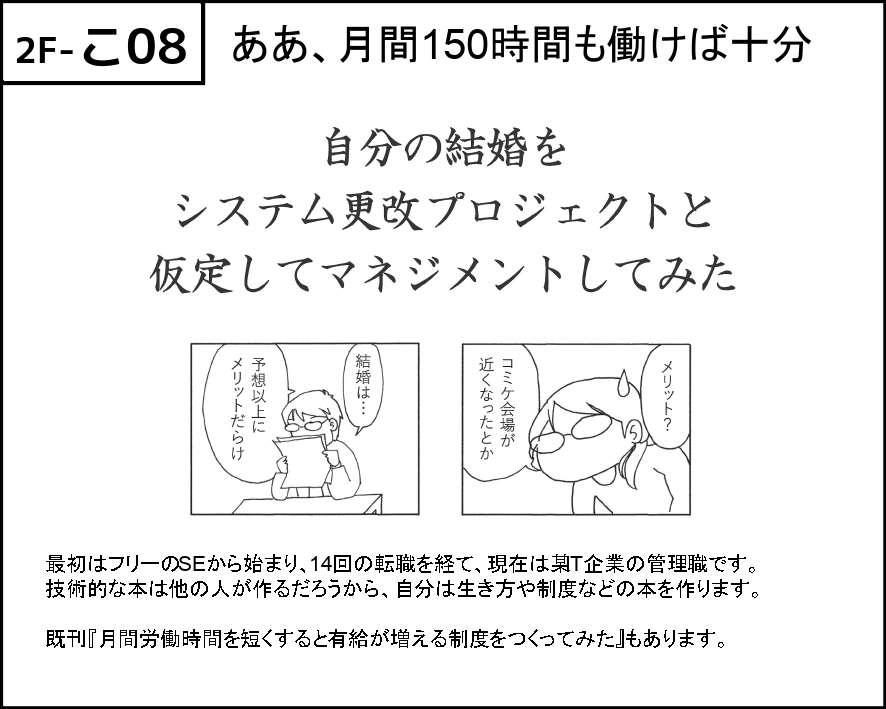 2F-こ08
ああ、月間150時間も働けば十分
自分の結婚を
システム更改プロジェクトと
仮定してマネジメントしてみた
結婚は…
予想以上に
メリットだらけ
メリット?
コミケ会場が
近くなったとか
最初はフリーのSEから始まり、14回の転職を経て、現在は某IT企業の管理職です。
技術的な本は他の人が作るだろうから、自分は生き方や制度などの本を作ります。
既刊『月間労働時間を短くすると有給が増える制度をつくってみた』もあります。